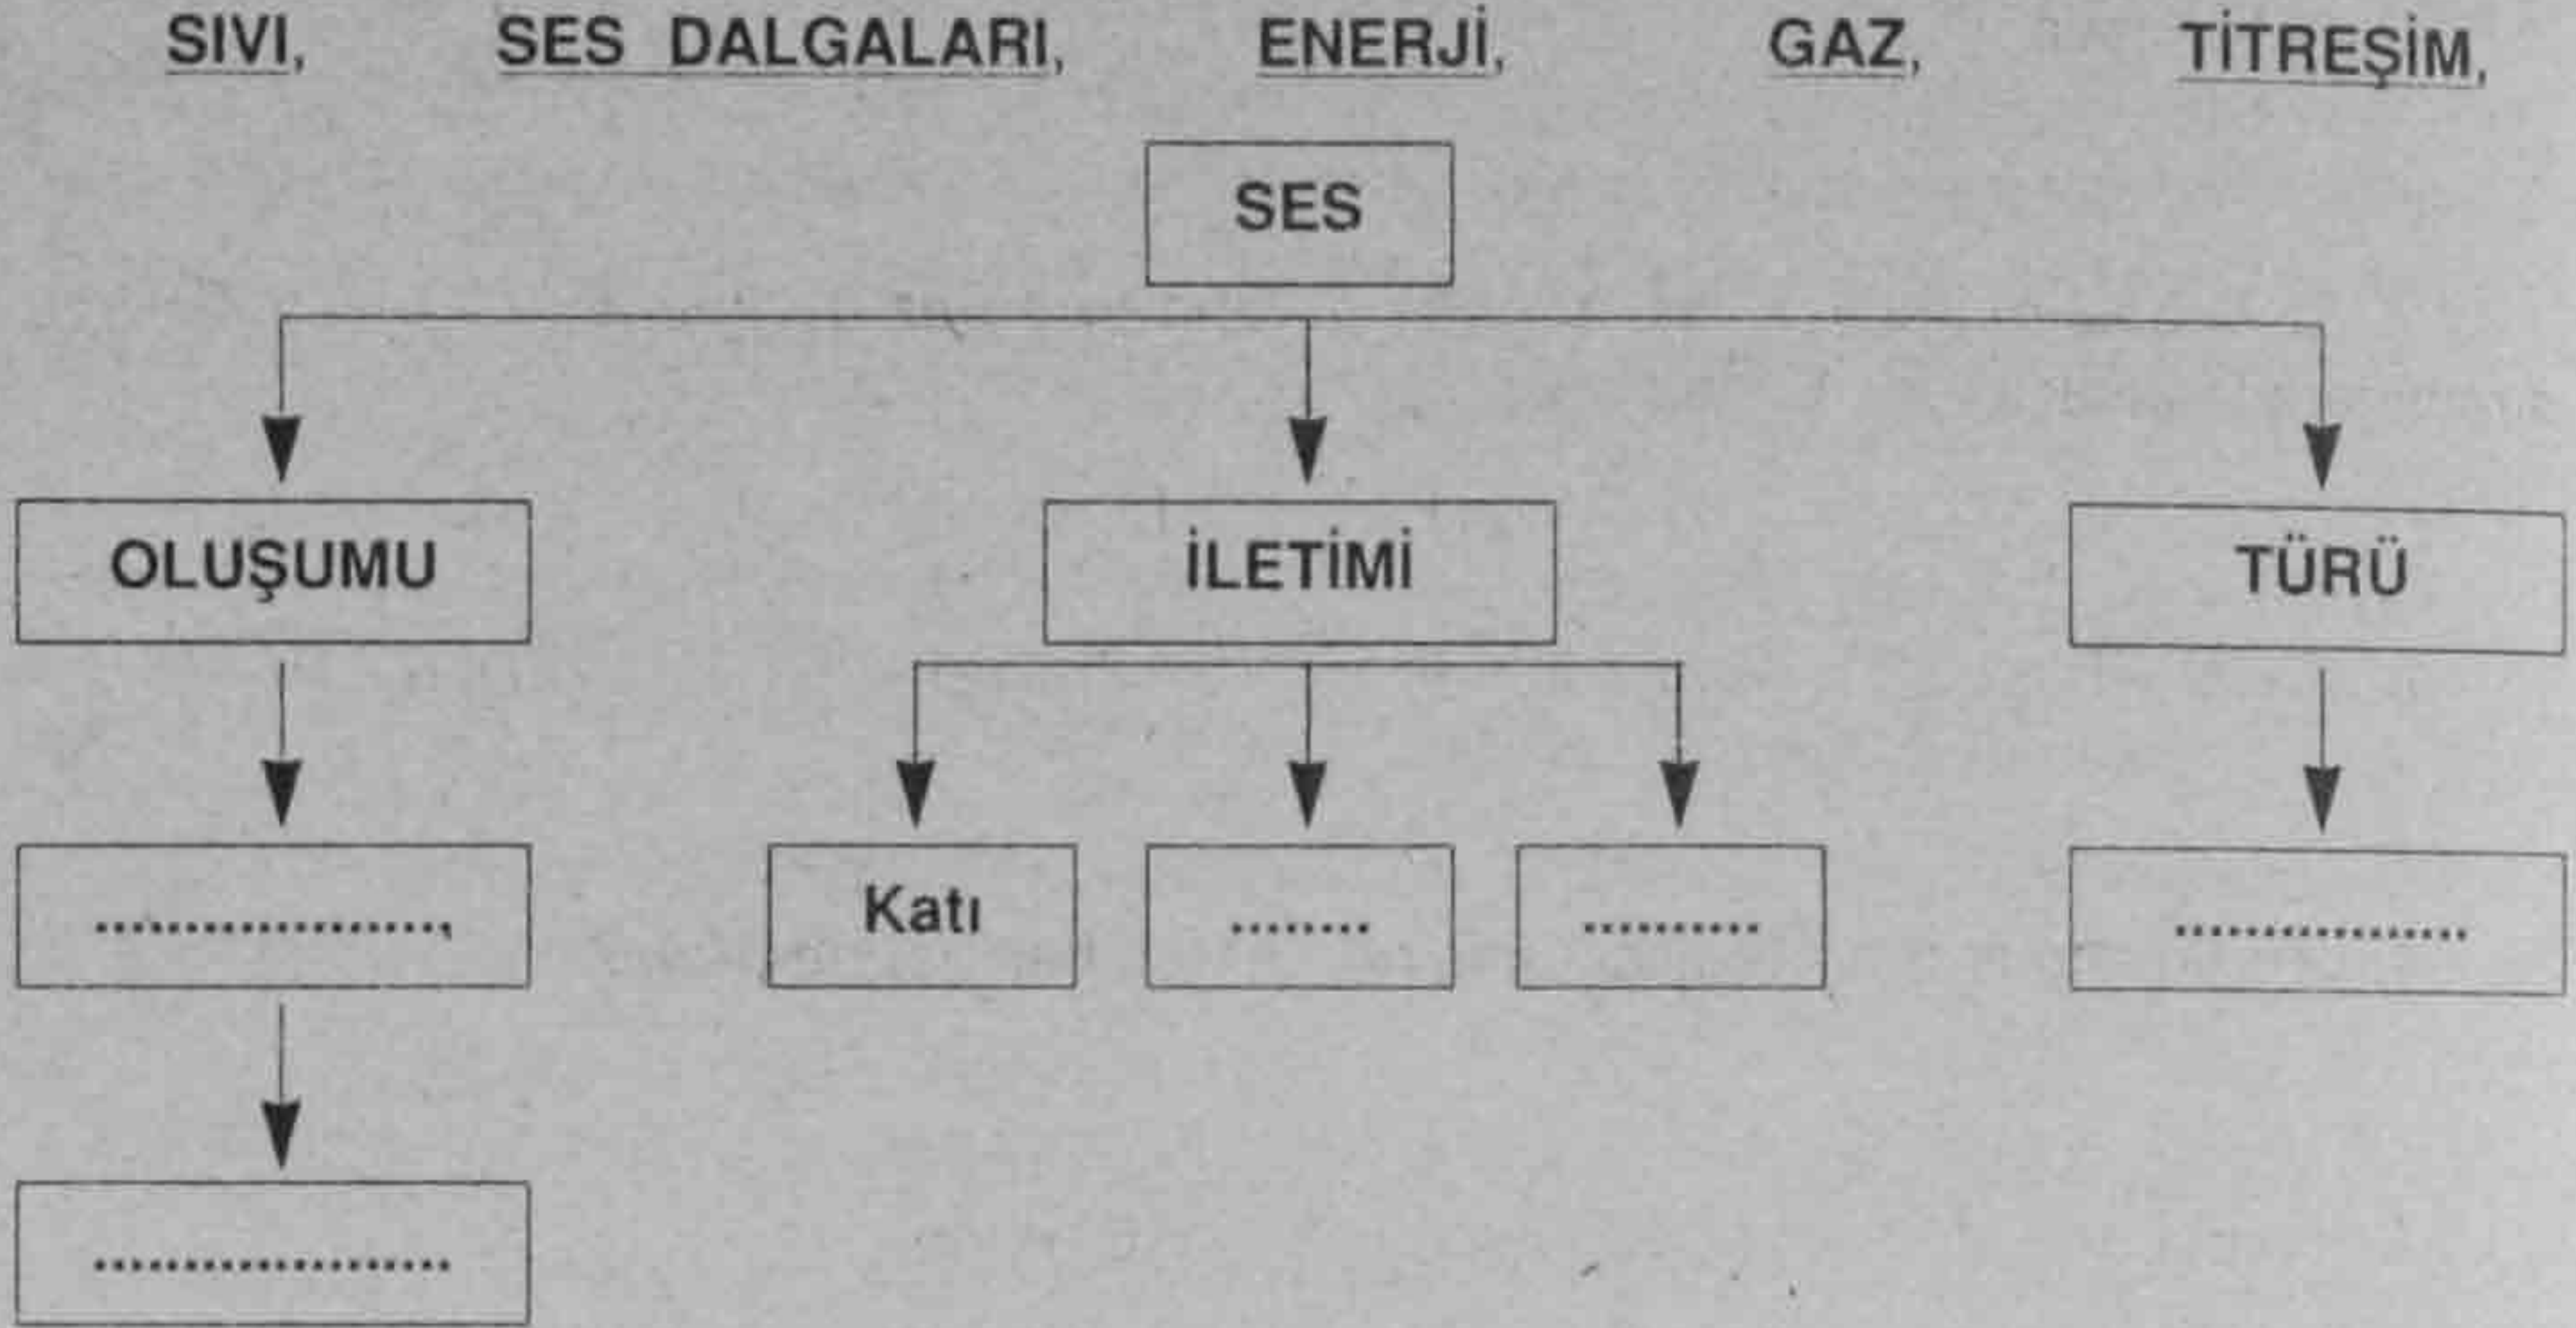 SIVI, SES DALGALARI, ENERJİ, GAZ, TİTREŞİM,
SES
OLUŞUMU İLETİMİ TÜRÜ
.................... Katı ........ .......... .................
....................